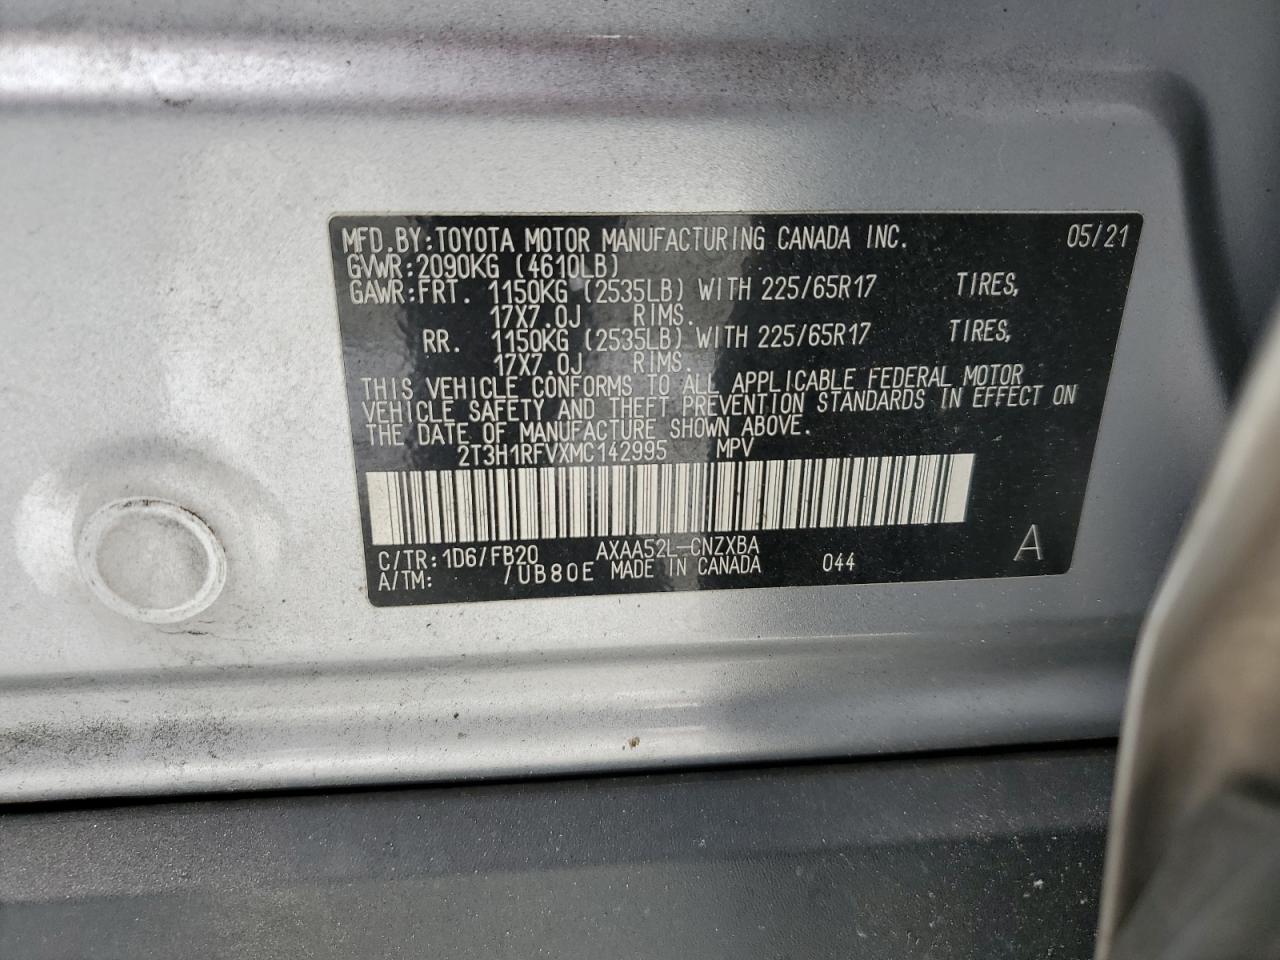 MFD.BY:TOYOTA MOTOR MANUFACTURING CANADA INC. 05/21
GVWR:2090KG (4610LB)
GAWR:FRT. 1150KG (2535LB) WITH 225/65R17 TIRES,
17X7.0J RIMS.
RR. 1150KG (2535LB) WITH 225/65R17 TIRES,
17X7.0J RIMS.
THIS VEHICLE CONFORMS TO ALL APPLICABLE FEDERAL MOTOR
VEHICLE SAFETY AND THEFT PREVENTION STANDARDS IN EFFECT ON
THE DATE OF MANUFACTURE SHOWN ABOVE.
2T3H1RFVXMC142995 MPV
C/TR:1D6/FB20 AXAA52L-CNZXBA
A/TM: /UB80E MADE IN CANADA 044 A